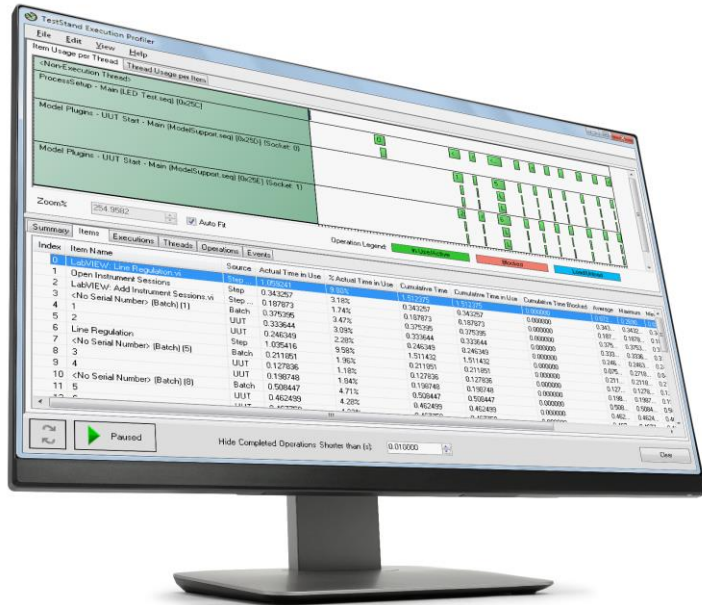 TestStand Execution Profiler
File Edit View Help
Item Usage per Thread Thread Usage per Item
<Non-Execution Thread>
ProcessSetup - Main (LED Test.seq) [0x25C]
Model Plugins - UUT Start - Main (ModelSupport.seq) [0x25D] (Socket: 0)
Model Plugins - UUT Start - Main (ModelSupport.seq) [0x25E] (Socket: 1)
Zoom% 254.9582 Auto Fit
Operation Legend: In Use/Active Blocked Load/Unload
Summary Items Executions Threads Operations Events
Index Item Name Source Actual Time in Use % Actual Time in Use Cumulative Time Cumulative Time in Use Cumulative Time Blocked Average Maximum
0 LabVIEW: Line Regulation.vi Step 1.059241 9.80% 1.512375 1.512375 0.000000
1 Open Instrument Sessions Step 0.343257 3.18% 0.343257 0.343257 0.000000
2 LabVIEW: Add Instrument Sessions.vi Step ... 0.187873 1.74% 0.187873 0.187873 0.000000
3 <No Serial Number> (Batch) (1) Batch 0.375395 3.47% 0.375395 0.375395 0.000000
4 1 UUT 0.333644 3.09% 0.333644 0.333644 0.000000
5 2 UUT 0.246349 2.28% 0.246349 0.246349 0.000000
6 Line Regulation Step 1.035416 9.58% 1.511432 1.511432 0.000000
7 <No Serial Number> (Batch) (5) Batch 0.211851 1.96% 0.211851 0.211851 0.000000
8 3 UUT 0.127836 1.18% 0.127836 0.127836 0.000000
9 4 UUT 0.198748 1.84% 0.198748 0.198748 0.000000
10 <No Serial Number> (Batch) (8) Batch 0.508447 4.71% 0.508447 0.508447 0.000000
11 5 UUT 0.462499 4.28% 0.462499 0.462499 0.000000
Paused Hide Completed Operations Shorter than (s): 0.010000 Clear